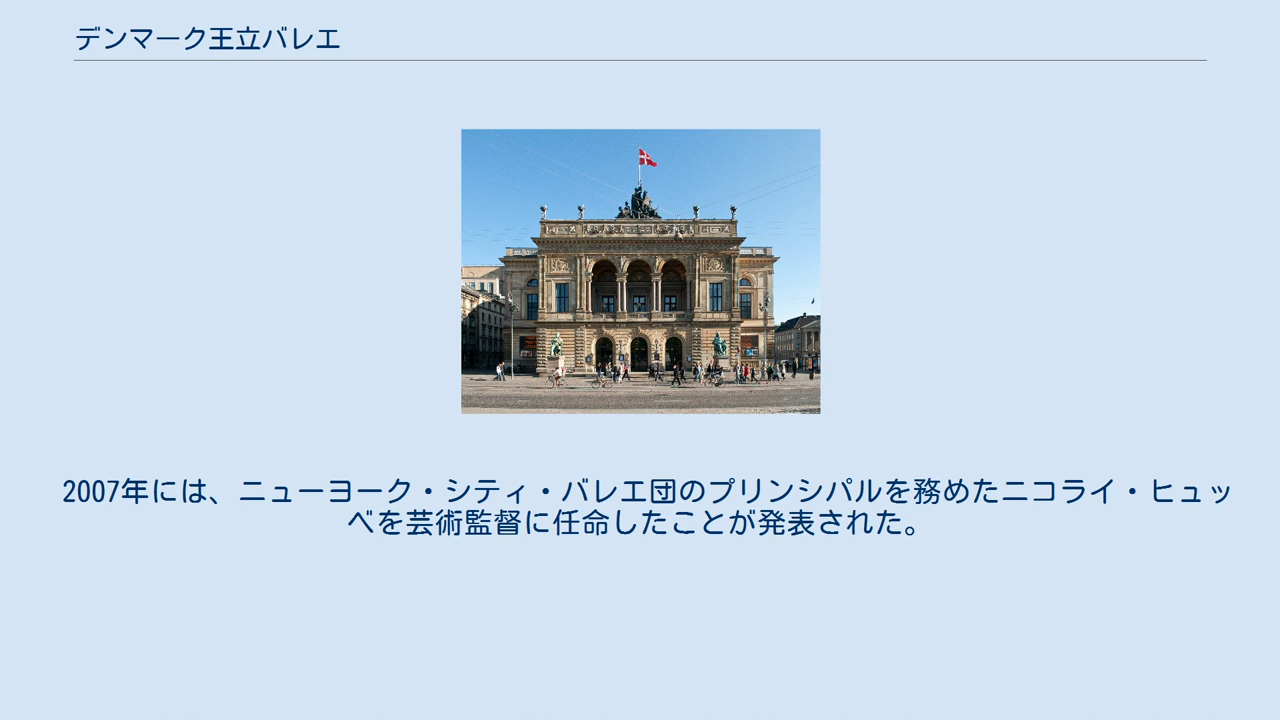 デンマーク王立バレエ
2007年には、ニューヨーク・シティ・バレエ団のプリンシパルを務めたニコライ・ヒュッ
ベを芸術監督に任命したことが発表された。